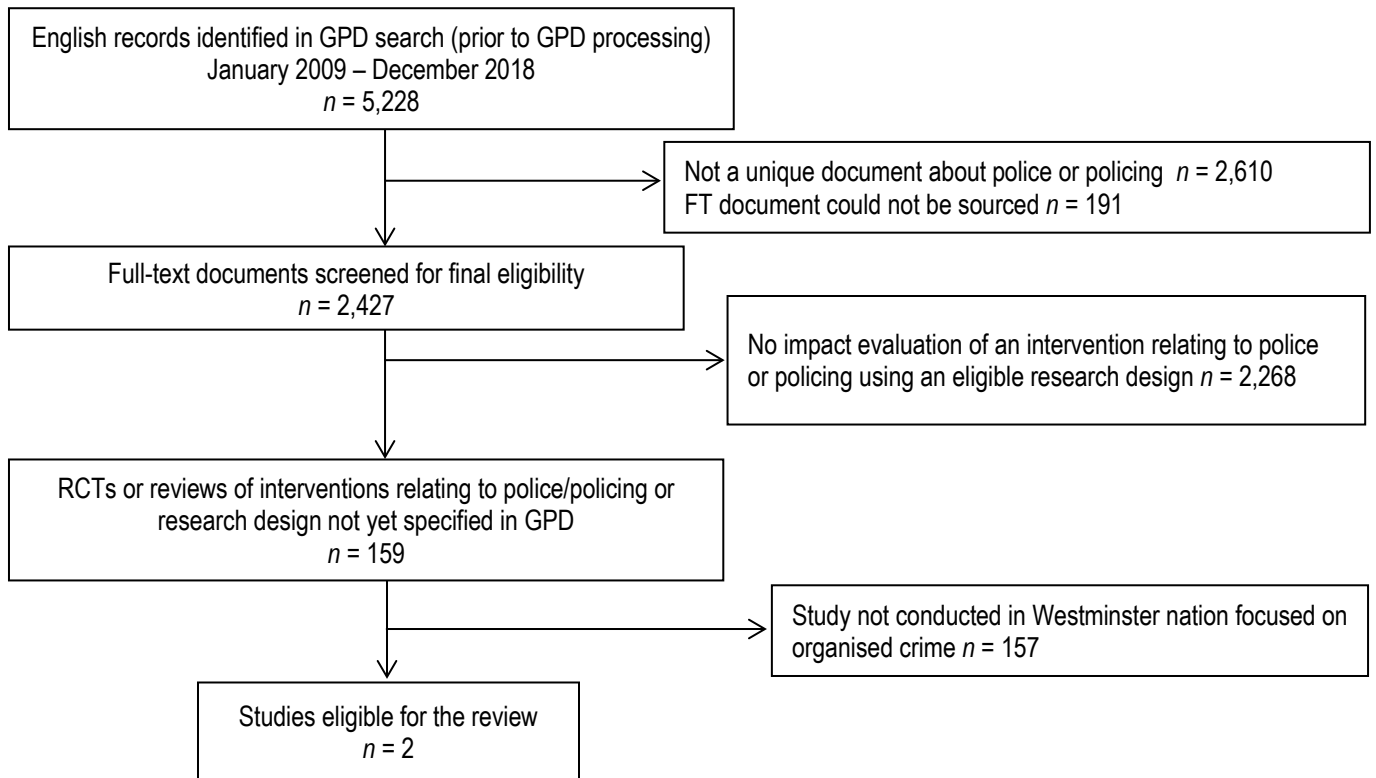 English records identified in GPD search (prior to GPD processing)
January 2009 – December 2018
n = 5,228
Not a unique document about police or policing n = 2,610
FT document could not be sourced n = 191
Full-text documents screened for final eligibility
n = 2,427
No impact evaluation of an intervention relating to police
or policing using an eligible research design n = 2,268
RCTs or reviews of interventions relating to police/policing or
research design not yet specified in GPD
n = 159
Study not conducted in Westminster nation focused on
organised crime n = 157
Studies eligible for the review
n = 2